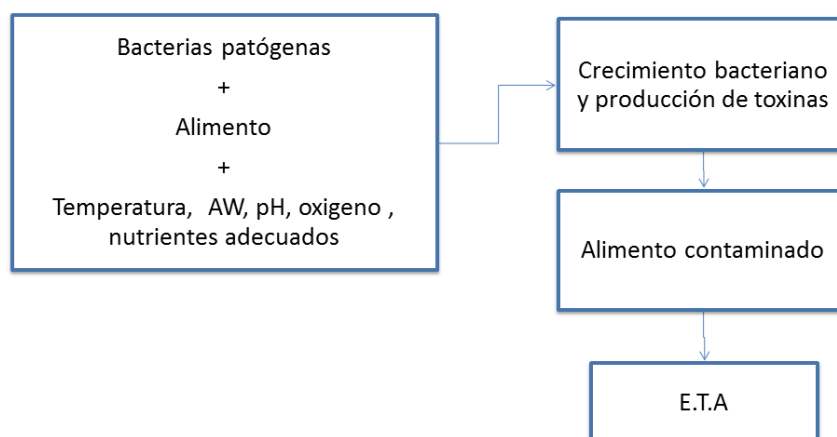 Bacterias patógenas
+
Alimento
+
Temperatura, AW, pH, oxigeno ,
nutrientes adecuados
Crecimiento bacteriano
y producción de toxinas
Alimento contaminado
E.T.A